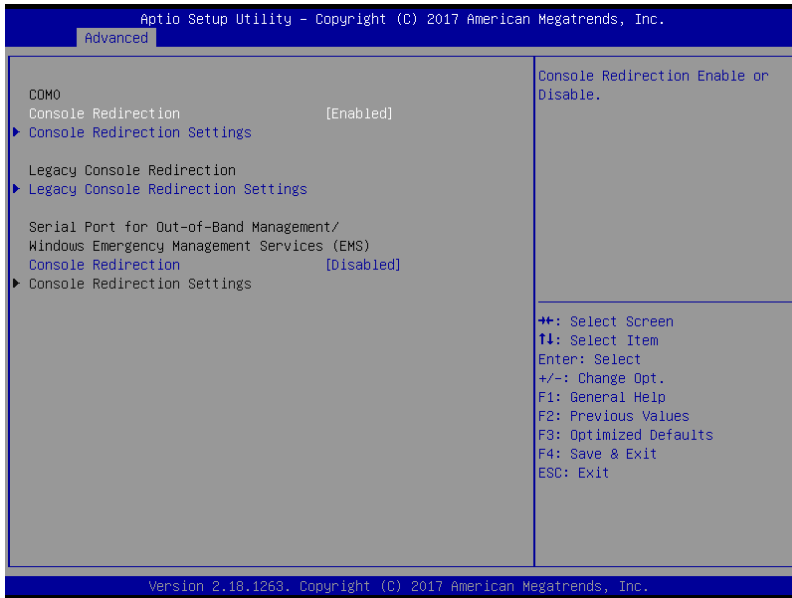 Aptio Setup Utility – Copyright (C) 2017 American Megatrends, Inc.
Advanced
COM0
Console Redirection [Enabled]
Console Redirection Settings
Legacy Console Redirection
Legacy Console Redirection Settings
Serial Port for Out-of-Band Management/
Windows Emergency Management Services (EMS)
Console Redirection [Disabled]
Console Redirection Settings
Console Redirection Enable or
Disable.
→←: Select Screen
↑↓: Select Item
Enter: Select
+/-: Change Opt.
F1: General Help
F2: Previous Values
F3: Optimized Defaults
F4: Save & Exit
ESC: Exit
Version 2.18.1263. Copyright (C) 2017 American Megatrends, Inc.